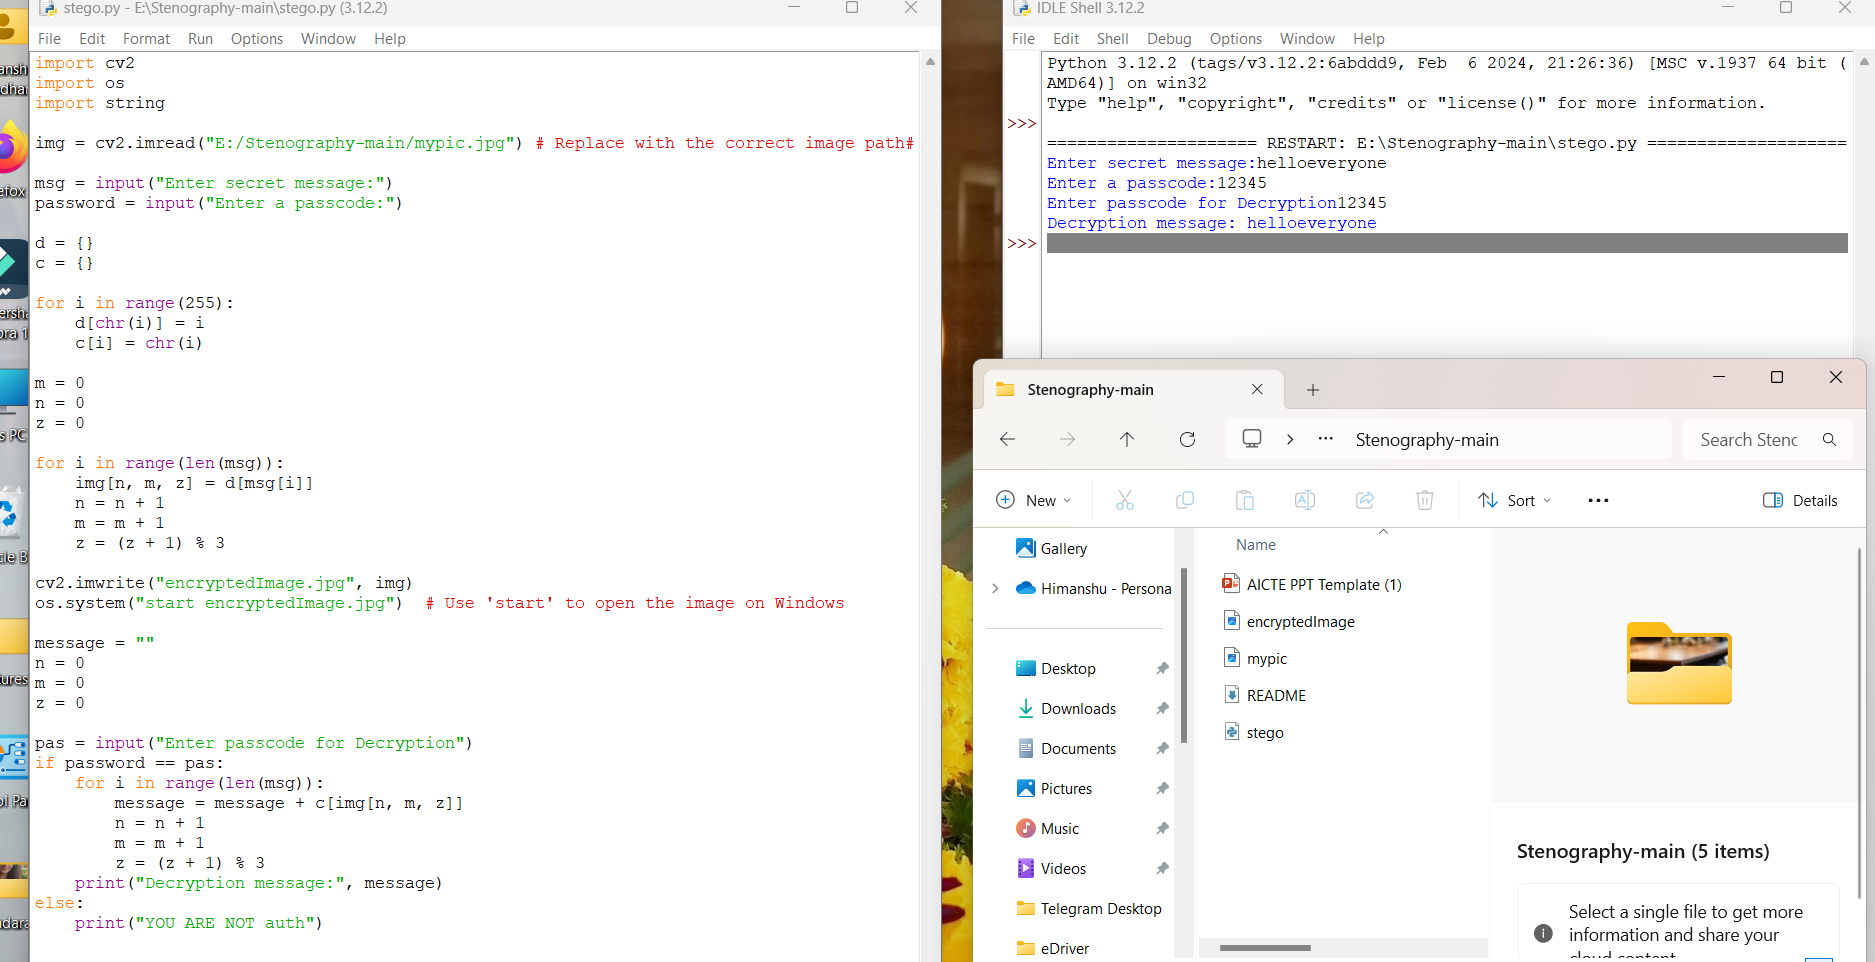 stego.py - E:\Stenography-main\stego.py (3.12.2)
File Edit Format Run Options Window Help
import cv2
import os
import string
img = cv2.imread("E:/Stenography-main/mypic.jpg") # Replace with the correct image path#
msg = input("Enter secret message:")
password = input("Enter a passcode:")
d = {}
c = {}
for i in range(255):
    d[chr(i)] = i
    c[i] = chr(i)
m = 0
n = 0
z = 0
for i in range(len(msg)):
    img[n, m, z] = d[msg[i]]
    n = n + 1
    m = m + 1
    z = (z + 1) % 3
cv2.imwrite("encryptedImage.jpg", img)
os.system("start encryptedImage.jpg")  # Use 'start' to open the image on Windows
message = ""
n = 0
m = 0
z = 0
pas = input("Enter passcode for Decryption")
if password == pas:
    for i in range(len(msg)):
        message = message + c[img[n, m, z]]
        n = n + 1
        m = m + 1
        z = (z + 1) % 3
    print("Decryption message:", message)
else:
    print("YOU ARE NOT auth")
IDLE Shell 3.12.2
File Edit Shell Debug Options Window Help
Python 3.12.2 (tags/v3.12.2:6abddd9, Feb  6 2024, 21:26:36) [MSC v.1937 64 bit (
AMD64)] on win32
Type "help", "copyright", "credits" or "license()" for more information.
>>>
===================== RESTART: E:\Stenography-main\stego.py ====================
Enter secret message:helloeveryone
Enter a passcode:12345
Enter passcode for Decryption12345
Decryption message: helloeveryone
>>>
Stenography-main
Stenography-main
Search Stenc
New
Sort
Details
Gallery
Himanshu - Persona
Desktop
Downloads
Documents
Pictures
Music
Videos
Telegram Desktop
eDriver
Name
AICTE PPT Template (1)
encryptedImage
mypic
README
stego
Stenography-main (5 items)
Select a single file to get more
information and share your
cloud content